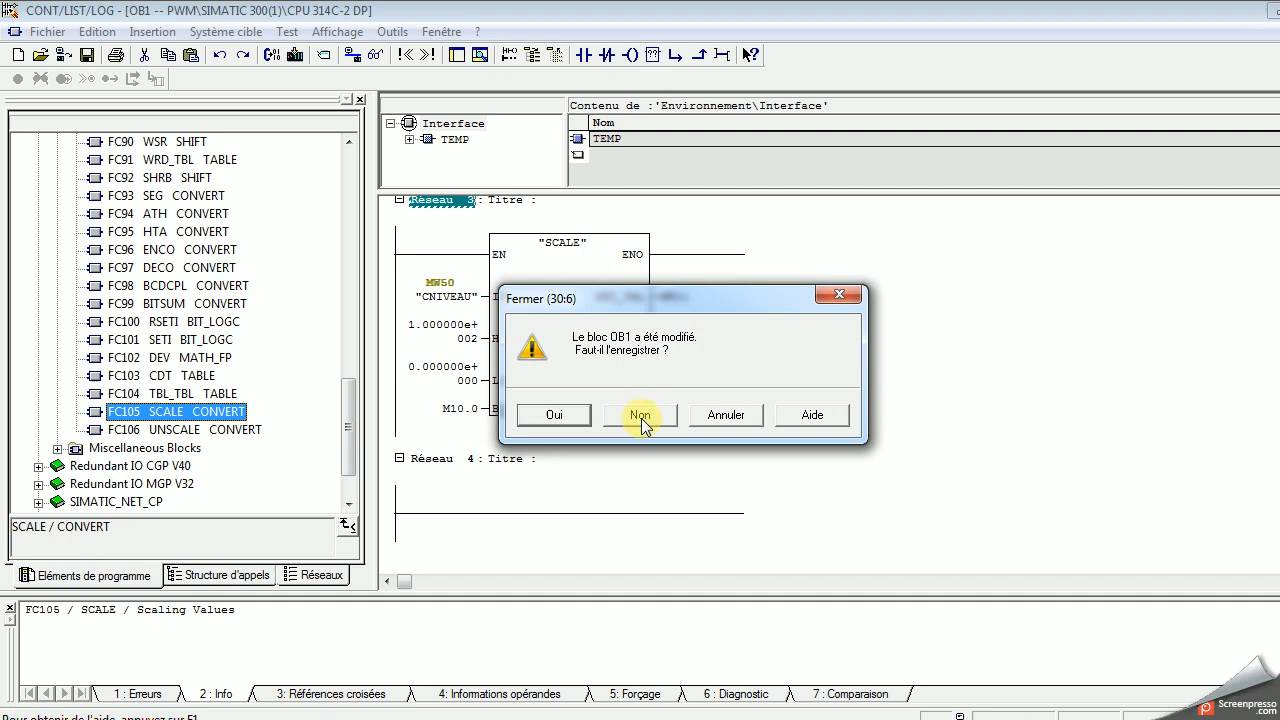 CONT/LIST/LOG - [OB1 -- PWM\SIMATIC 300(1)\CPU 314C-2 DP]
Fichier Edition Insertion Système cible Test Affichage Outils Fenêtre ?
FC90 WSR SHIFT
FC91 WRD_TBL TABLE
FC92 SHRB SHIFT
FC93 SEG CONVERT
FC94 ATH CONVERT
FC95 HTA CONVERT
FC96 ENCO CONVERT
FC97 DECO CONVERT
FC98 BCDCPL CONVERT
FC99 BITSUM CONVERT
FC100 RSETI BIT_LOGC
FC101 SETI BIT_LOGC
FC102 DEV MATH_FP
FC103 CDT TABLE
FC104 TBL_TBL TABLE
FC105 SCALE CONVERT
FC106 UNSCALE CONVERT
Miscellaneous Blocks
Redundant IO CGP V40
Redundant IO MGP V32
SIMATIC_NET_CP
SCALE / CONVERT
Eléments de programme Structure d'appels Réseaux
Interface
TEMP
Contenu de :'Environnement\Interface'
Nom
TEMP
Réseau 3 : Titre :
"SCALE"
EN ENO
MW50
"CNIVEAU"
1.000000e+
002 H
0.000000e+
000 L
M10.0
Fermer (30:6)
Le bloc OB1 a été modifié.
Faut-il l'enregistrer ?
Oui Non Annuler Aide
Réseau 4 : Titre :
FC105 / SCALE / Scaling Values
1 : Erreurs 2 : Info 3: Références croisées 4: Informations opérandes 5: Forçage 6 : Diagnostic 7 : Comparaison
Pour obtenir de l'aide, appuyez sur F1.
Screenpresso
.com